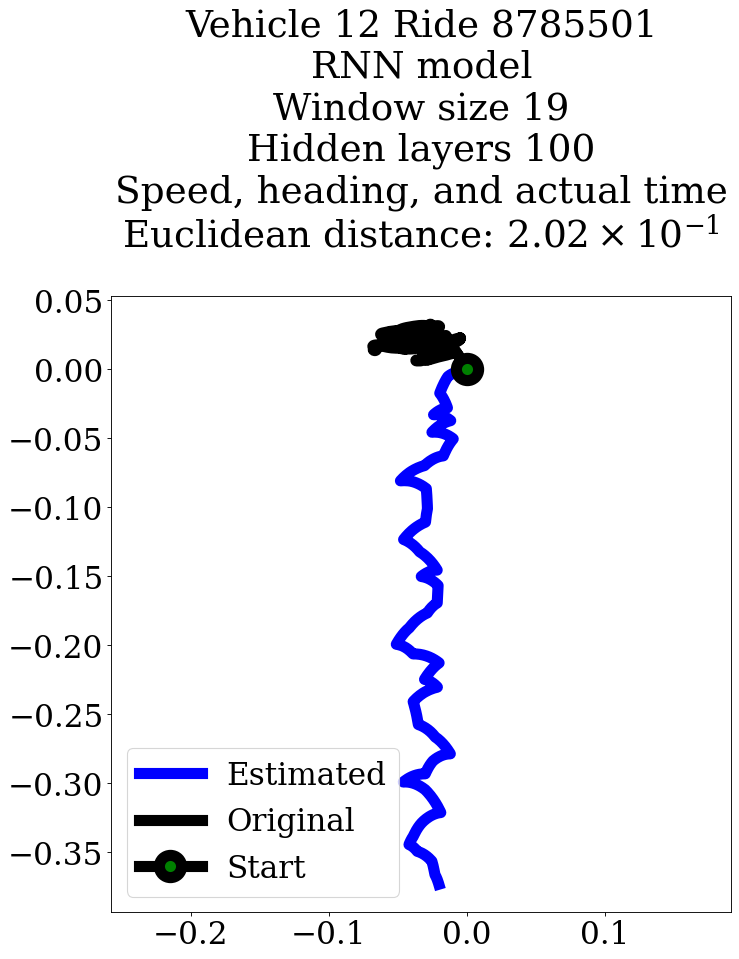 Vehicle 12 Ride 8785501
RNN model
Window size 19
Hidden layers 100
Speed, heading, and actual time
Euclidean distance: 2.02 × 10⁻¹
0.05
0.00
−0.05
−0.10
−0.15
−0.20
−0.25
−0.30
−0.35
Estimated
Original
Start
−0.2
−0.1
0.0
0.1